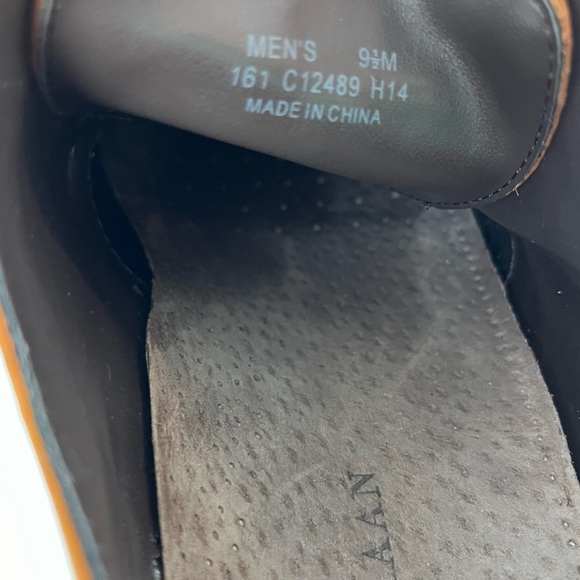 MEN'S 9½M
161 C12489 H14
MADE IN CHINA
AAN